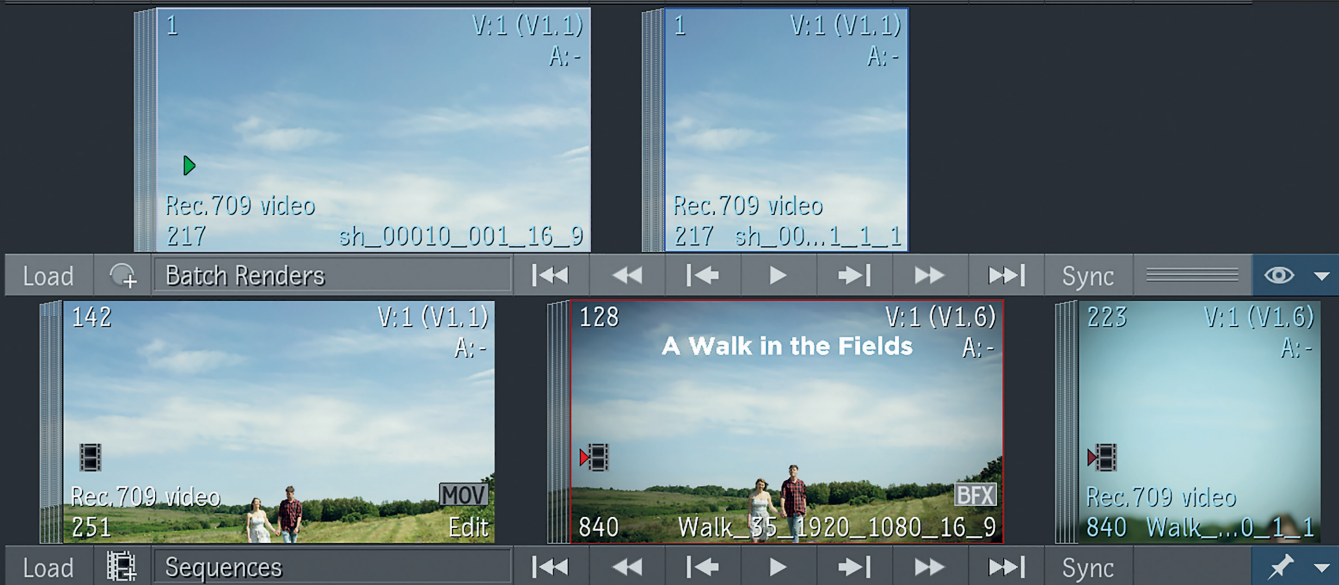 1 V:1 (V1.1)
A:-
Rec.709 video
217 sh_00010_001_16_9
1 V:1 (V1.1)
A:-
Rec.709 video
217 sh_00...1_1_1
Load Batch Renders Sync
142 V:1 (V1.1)
A:-
Rec.709 video MOV
251 Edit
128 V:1 (V1.6)
A Walk in the Fields A:-
BFX
840 Walk_35_1920_1080_16_9
223 V:1 (V1.6)
A:-
Rec.709 video
840 Walk_...0_1_1
Load Sequences Sync